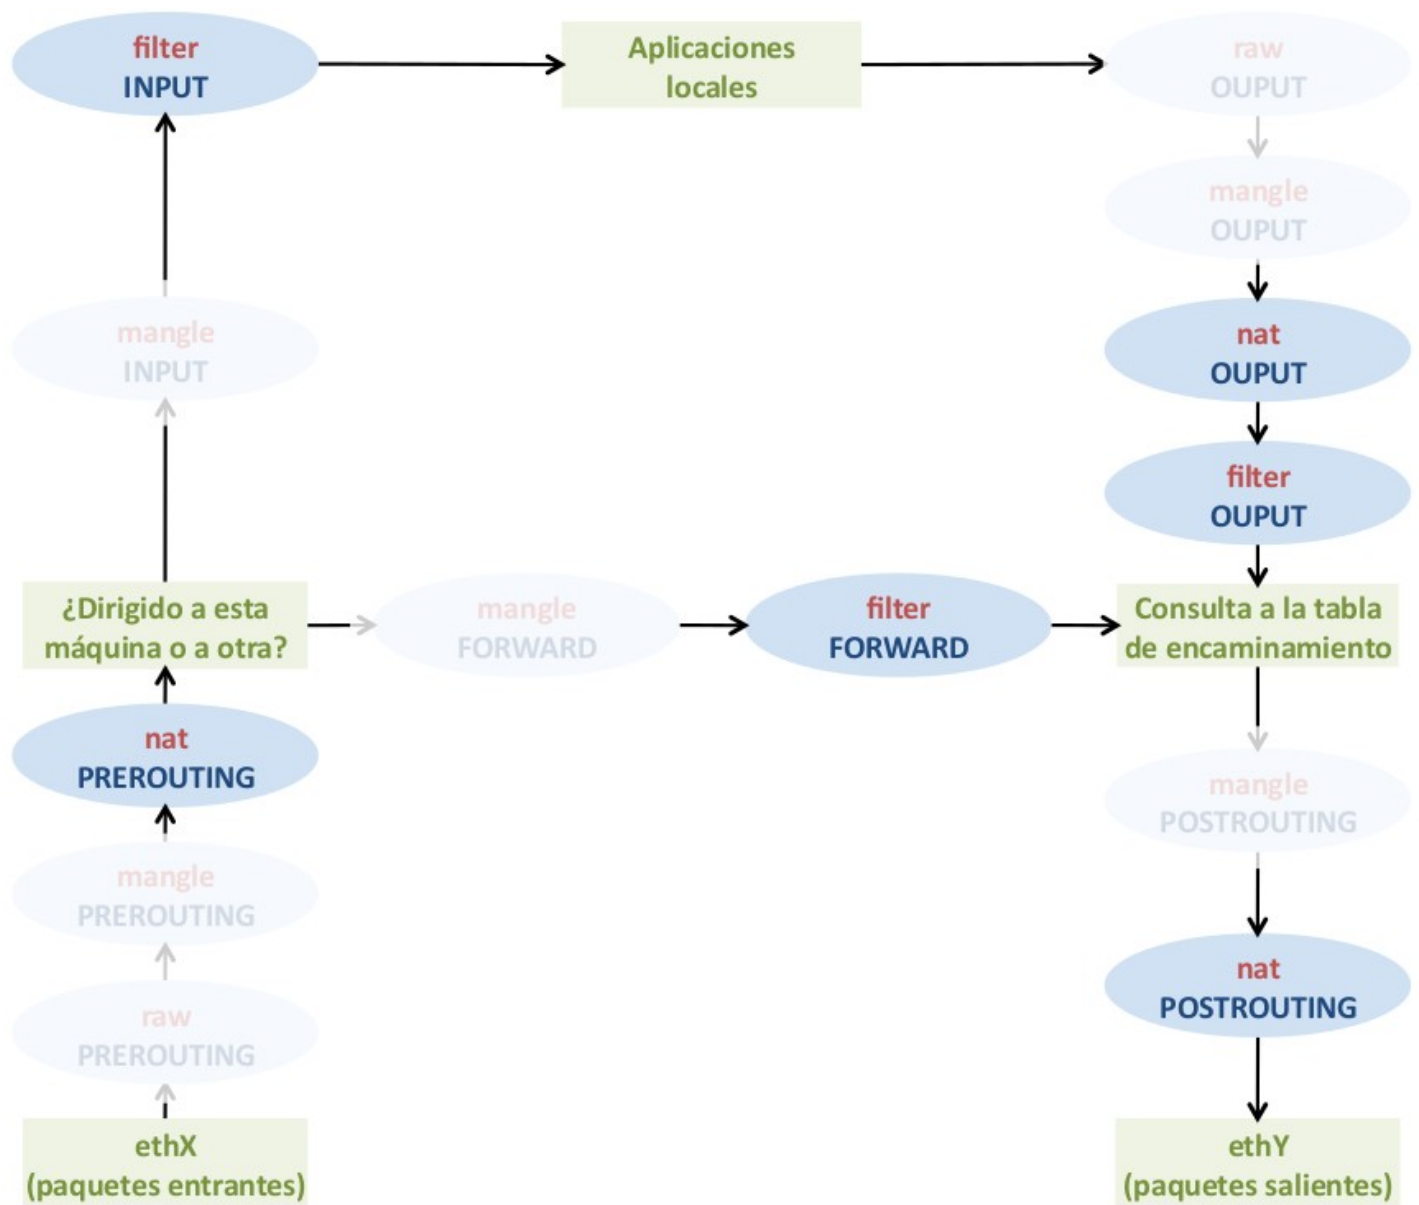 filter
INPUT
Aplicaciones
locales
raw
OUPUT
mangle
OUPUT
mangle
INPUT
nat
OUPUT
filter
OUPUT
¿Dirigido a esta
máquina o a otra?
mangle
FORWARD
filter
FORWARD
Consulta a la tabla
de encaminamiento
nat
PREROUTING
mangle
POSTROUTING
mangle
PREROUTING
nat
POSTROUTING
raw
PREROUTING
ethX
(paquetes entrantes)
ethY
(paquetes salientes)